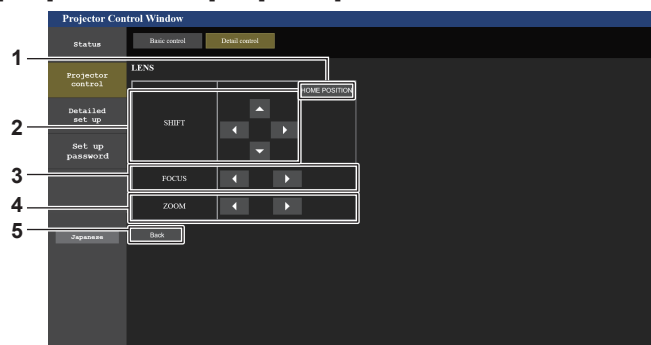 Projector Control Window
Status
Basic control
Detail control
1
LENS
Projector
control
HOME POSITION
Detailed
set up
2
SHIFT
Set up
password
3
FOCUS
4
ZOOM
5
Japanese
Back